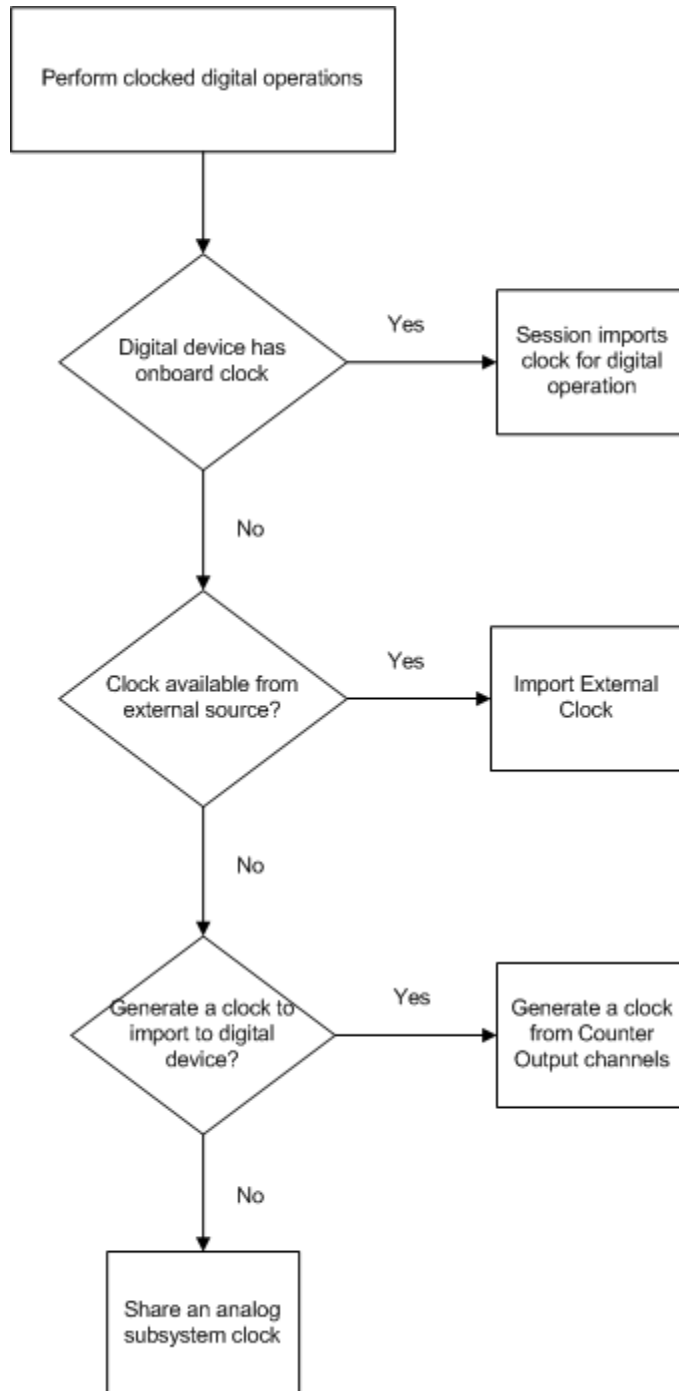 Perform clocked digital operations
Digital device has
onboard clock
Yes
Session imports
clock for digital
operation
No
Clock available from
external source?
Yes
Import External
Clock
No
Generate a clock to
import to digital
device?
Yes
Generate a clock
from Counter
Output channels
No
Share an analog
subsystem clock